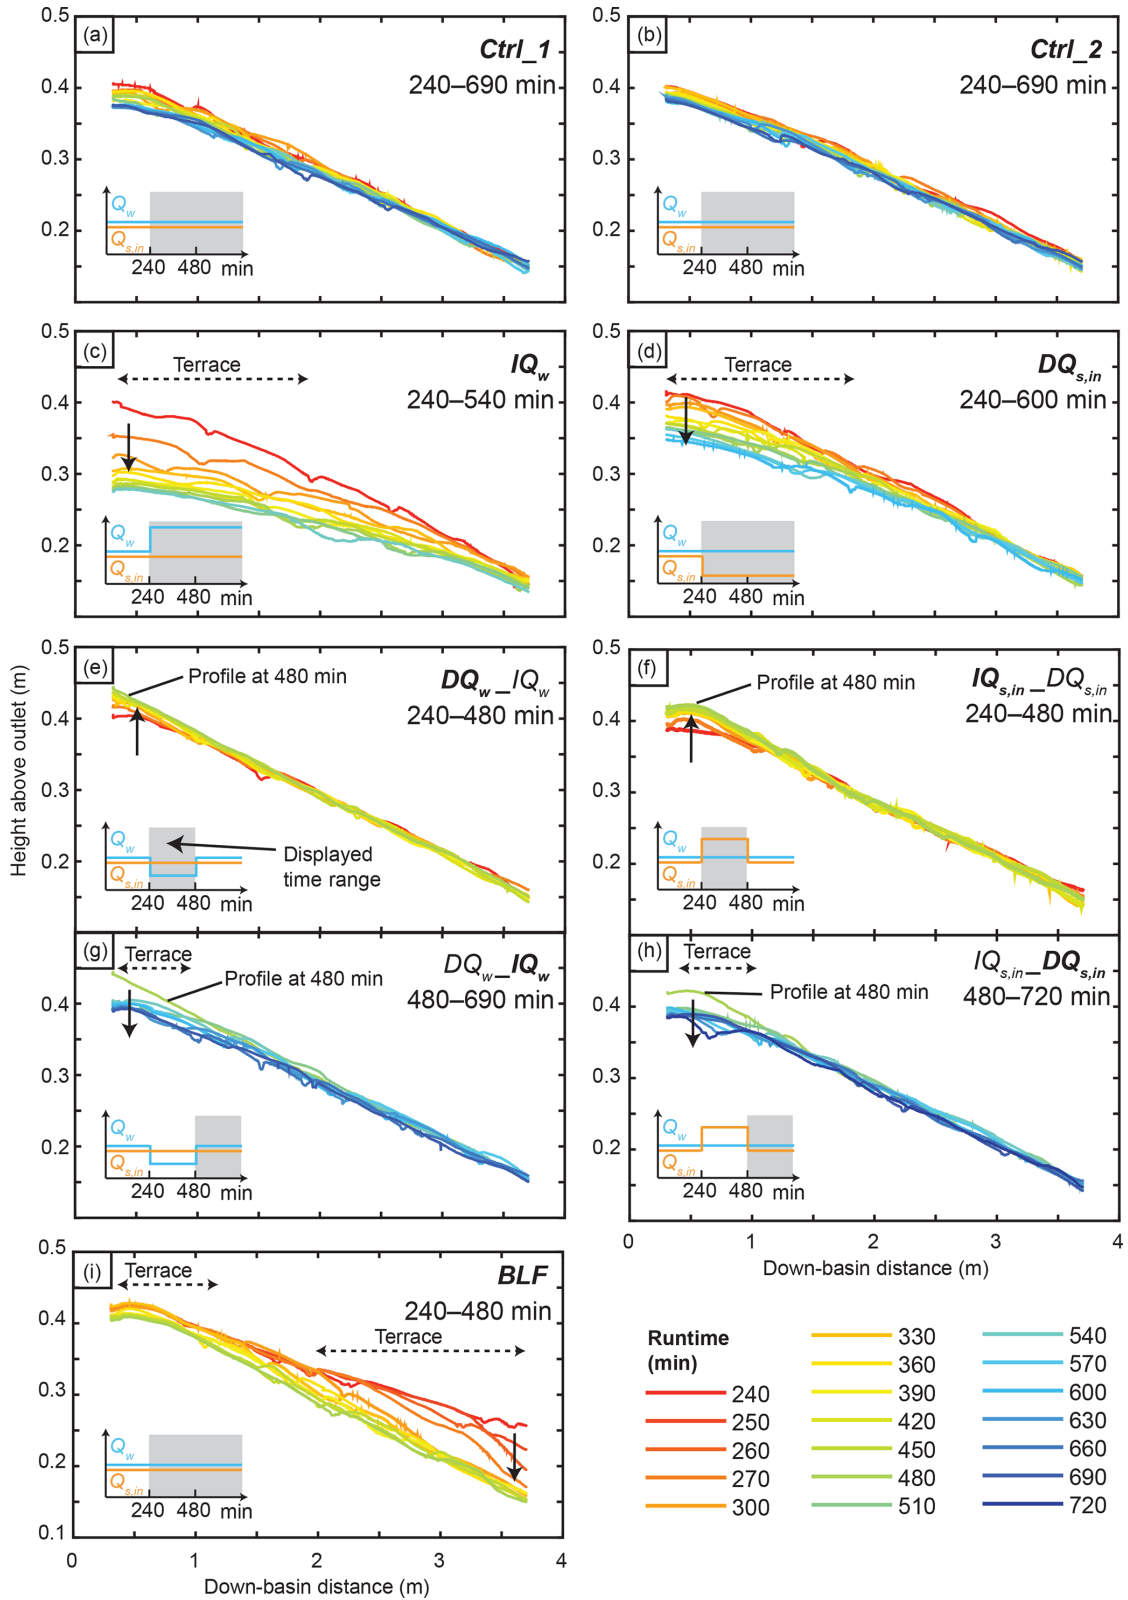 (a)
Ctrl_1
240–690 min
0.5
0.4
0.3
0.2
Qw
Qs,in
240 480 min
(b)
Ctrl_2
240–690 min
0.5
0.4
0.3
0.2
Qw
Qs,in
240 480 min
(c)
Terrace
IQw
240–540 min
0.5
0.4
0.3
0.2
Qw
Qs,in
240 480 min
(d)
Terrace
DQs,in
240–600 min
0.5
0.4
0.3
0.2
Qw
Qs,in
240 480 min
Height above outlet (m)
(e)
Profile at 480 min
DQw_IQw
240–480 min
0.5
0.4
0.3
0.2
Qw
Qs,in
240 480 min
Displayed
time range
(f)
Profile at 480 min
IQs,in_DQs,in
240–480 min
0.5
0.4
0.3
0.2
Qw
Qs,in
240 480 min
(g)
Terrace
Profile at 480 min
DQw_IQw
480–690 min
0.4
0.3
0.2
Qw
Qs,in
240 480 min
(h)
Terrace
Profile at 480 min
IQs,in_DQs,in
480–720 min
0.4
0.3
0.2
Qw
Qs,in
240 480 min
0 1 2 3 4
Down-basin distance (m)
(i)
Terrace
BLF
240–480 min
Terrace
0.5
0.4
0.3
0.2
0.1
Qw
Qs,in
240 480 min
0 1 2 3 4
Down-basin distance (m)
Runtime
(min)
240
250
260
270
300
330
360
390
420
450
480
510
540
570
600
630
660
690
720